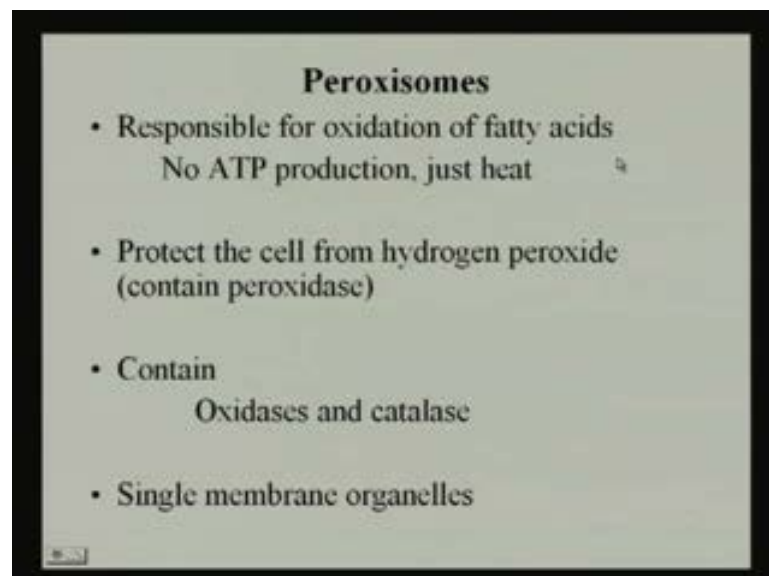 Peroxisomes
• Responsible for oxidation of fatty acids
No ATP production, just heat
• Protect the cell from hydrogen peroxide
(contain peroxidase)
• Contain
Oxidases and catalase
• Single membrane organelles